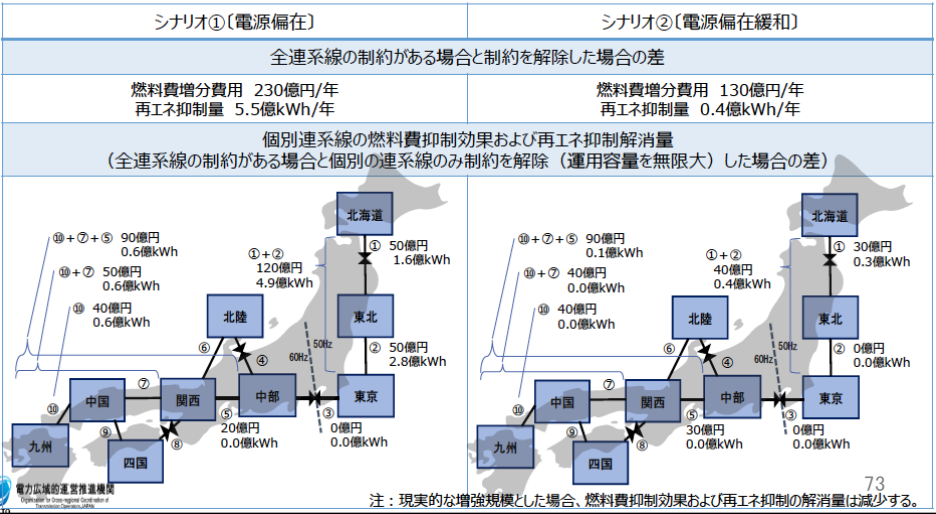 シナリオ①〔電源偏在〕
シナリオ②〔電源偏在緩和〕
全連系線の制約がある場合と制約を解除した場合の差
燃料費増分費用 230億円/年
再エネ抑制量 5.5億kWh/年
燃料費増分費用 130億円/年
再エネ抑制量 0.4億kWh/年
個別連系線の燃料費抑制効果および再エネ抑制解消量
（全連系線の制約がある場合と個別の連系線のみ制約を解除（運用容量を無限大）した場合の差）
北海道
⑩+⑦+⑤ 90億円
0.6億kWh
①+②
120億円
4.9億kWh
① 50億円
1.6億kWh
⑩+⑦ 50億円
0.6億kWh
⑩ 40億円
0.6億kWh
北陸
東北
⑥
④
50Hz
60Hz
② 50億円
2.8億kWh
⑦
中国
関西
中部
東京
⑩
⑨
⑧
⑤
20億円
0.0億kWh
③
0億円
0.0億kWh
九州
四国
北海道
⑩+⑦+⑤ 90億円
0.1億kWh
①+②
40億円
0.4億kWh
① 30億円
0.3億kWh
⑩+⑦ 40億円
0.0億kWh
⑩ 40億円
0.0億kWh
北陸
東北
⑥
④
50Hz
60Hz
② 0億円
0.0億kWh
⑦
中国
関西
中部
東京
⑩
⑨
⑧
⑤
30億円
0.0億kWh
③
0億円
0.0億kWh
九州
四国
電力広域的運営推進機関
Organization for Cross-regional Coordination of
Transmission Operators, JAPAN
73
注：現実的な増強規模とした場合、燃料費抑制効果および再エネ抑制の解消量は減少する。